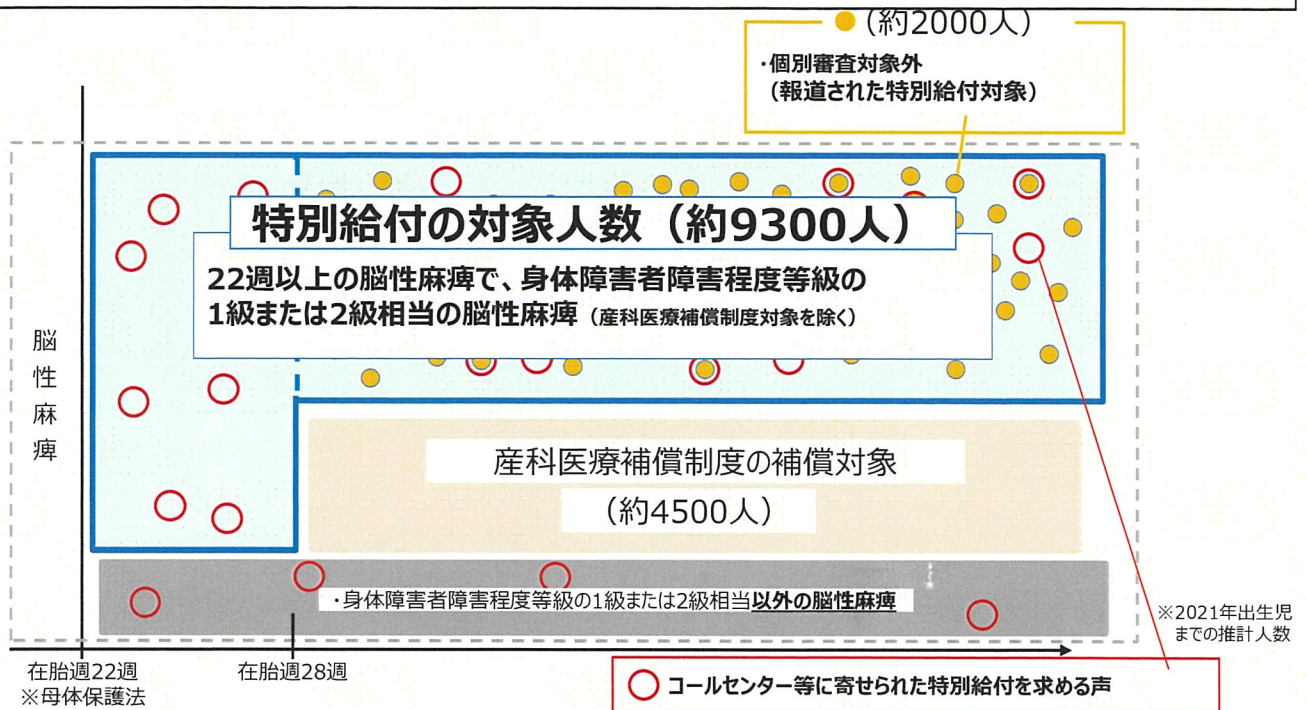 （約2000人）
・個別審査対象外
（報道された特別給付対象）
特別給付の対象人数（約9300人）
22週以上の脳性麻痺で、身体障害者障害程度等級の
1級または2級相当の脳性麻痺（産科医療補償制度対象を除く）
脳性麻痺
産科医療補償制度の補償対象
（約4500人）
・身体障害者障害程度等級の1級または2級相当以外の脳性麻痺
※2021年出生児
までの推計人数
在胎週22週
※母体保護法
在胎週28週
コールセンター等に寄せられた特別給付を求める声